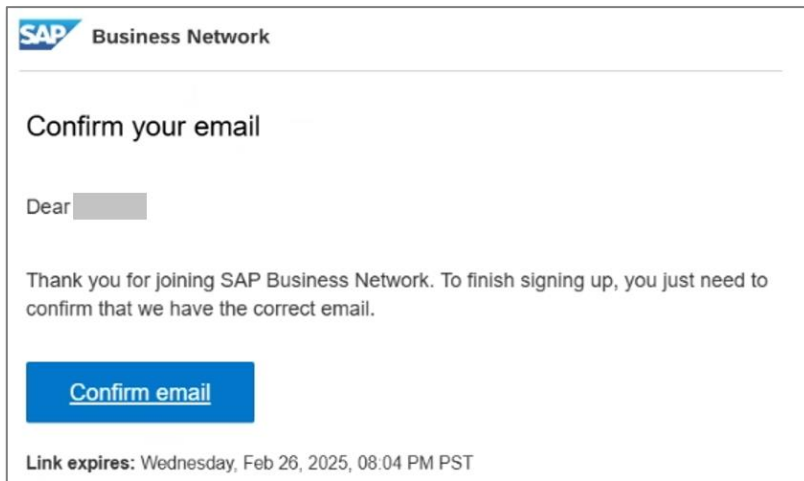 SAP Business Network
Confirm your email
Dear
Thank you for joining SAP Business Network. To finish signing up, you just need to
confirm that we have the correct email.
Confirm email
Link expires: Wednesday, Feb 26, 2025, 08:04 PM PST